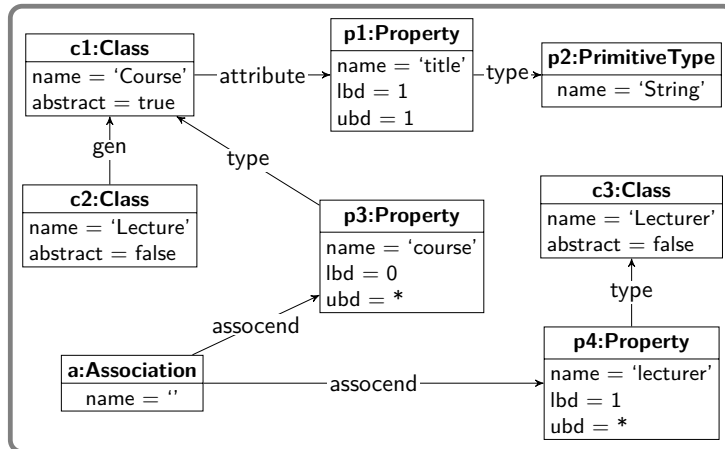 c1:Class
name = ‘Course’
abstract = true
attribute
p1:Property
name = ‘title’
lbd = 1
ubd = 1
type
p2:PrimitiveType
name = ‘String’
gen
type
c2:Class
name = ‘Lecture’
abstract = false
p3:Property
name = ‘course’
lbd = 0
ubd = *
c3:Class
name = ‘Lecturer’
abstract = false
type
assocend
a:Association
name = ‘’
assocend
p4:Property
name = ‘lecturer’
lbd = 1
ubd = *